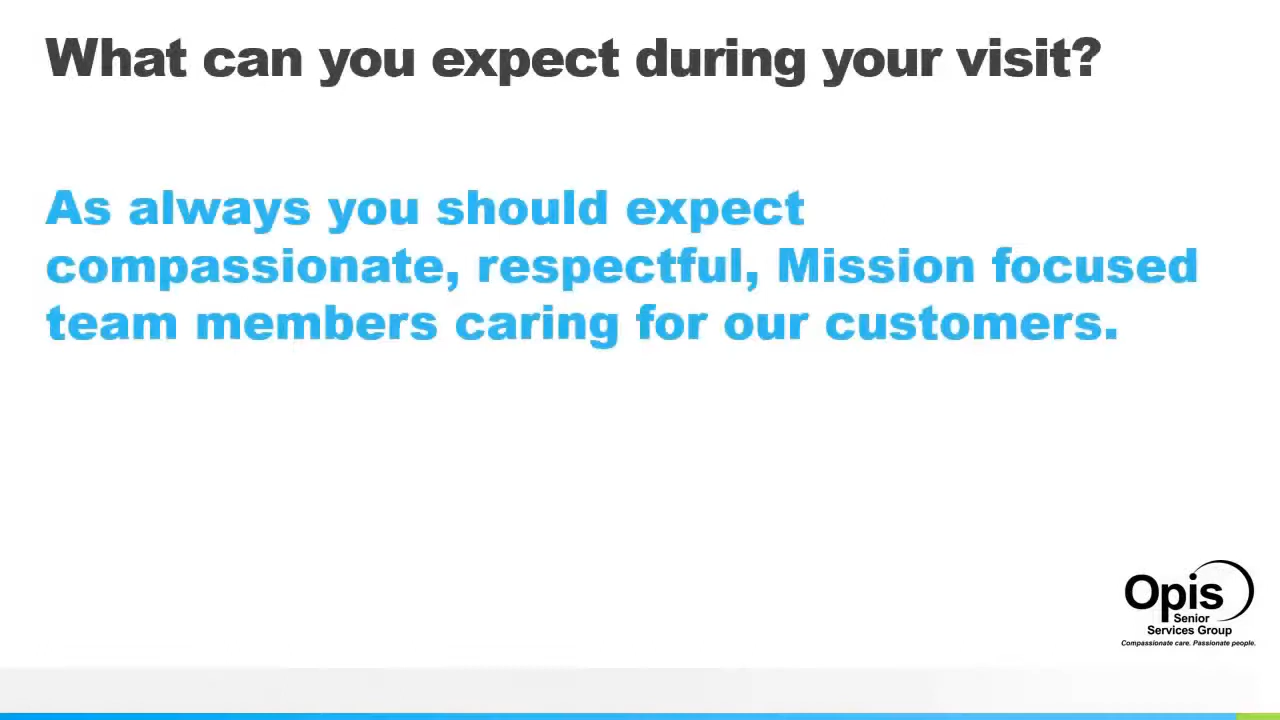 What can you expect during your visit?
As always you should expect
compassionate, respectful, Mission focused
team members caring for our customers.
Opis
Senior
Services Group
Compassionate care. Passionate people.